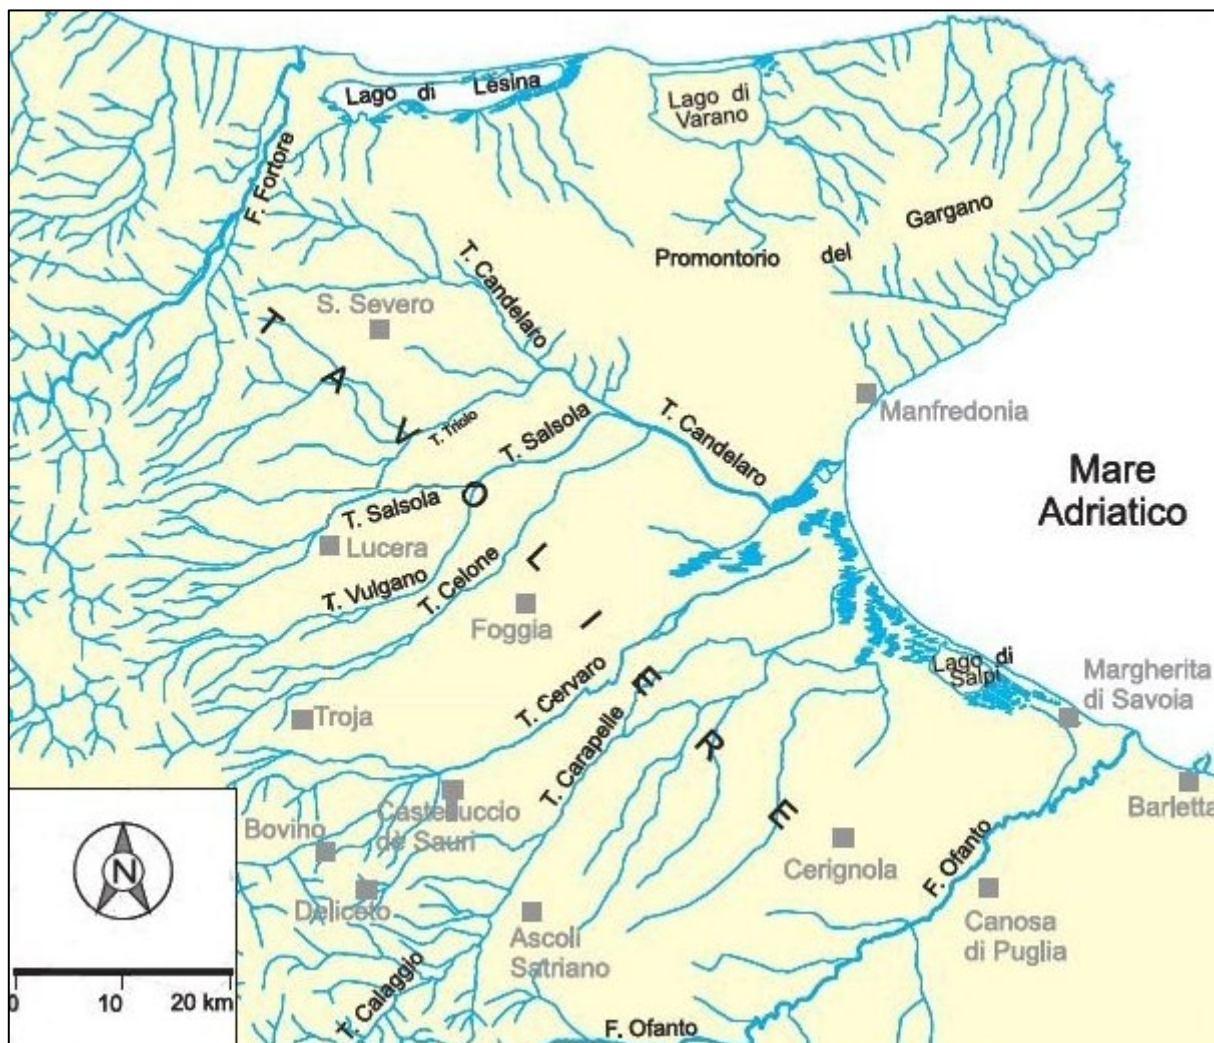 Lago di Lesina
Lago di
Varano
F. Fortore
Gargano
Promontorio del
T. Candelaro
S. Severo
TAVOLIERE
Manfredonia
T. Triolo
T. Salsola
T. Candelaro
Mare
Adriatico
T. Salsola
Lucera
T. Vulgano
T. Celone
Foggia
Lago di
Salpi
Margherita
di Savoia
T. Cervaro
Troja
T. Carapelle
Barletta
Castelluccio
dè Sauri
Bovino
Cerignola
F. Ofanto
Deliceto
Canosa
di Puglia
Ascoli
Satriano
N
T. Calaggio
0 10 20 km
F. Ofanto